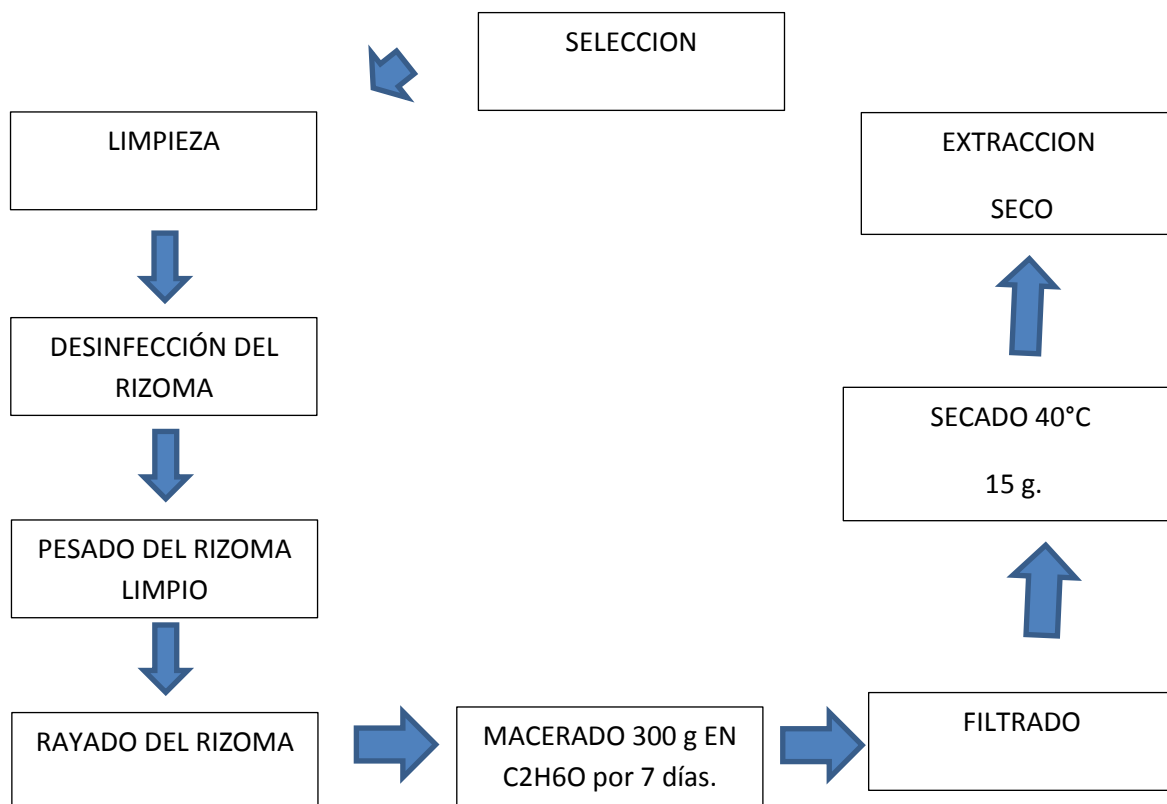 SELECCION
LIMPIEZA
DESINFECCIÓN DEL
RIZOMA
PESADO DEL RIZOMA
LIMPIO
RAYADO DEL RIZOMA
MACERADO 300 g EN
C2H6O por 7 días.
FILTRADO
SECADO 40°C
15 g.
EXTRACCION
SECO